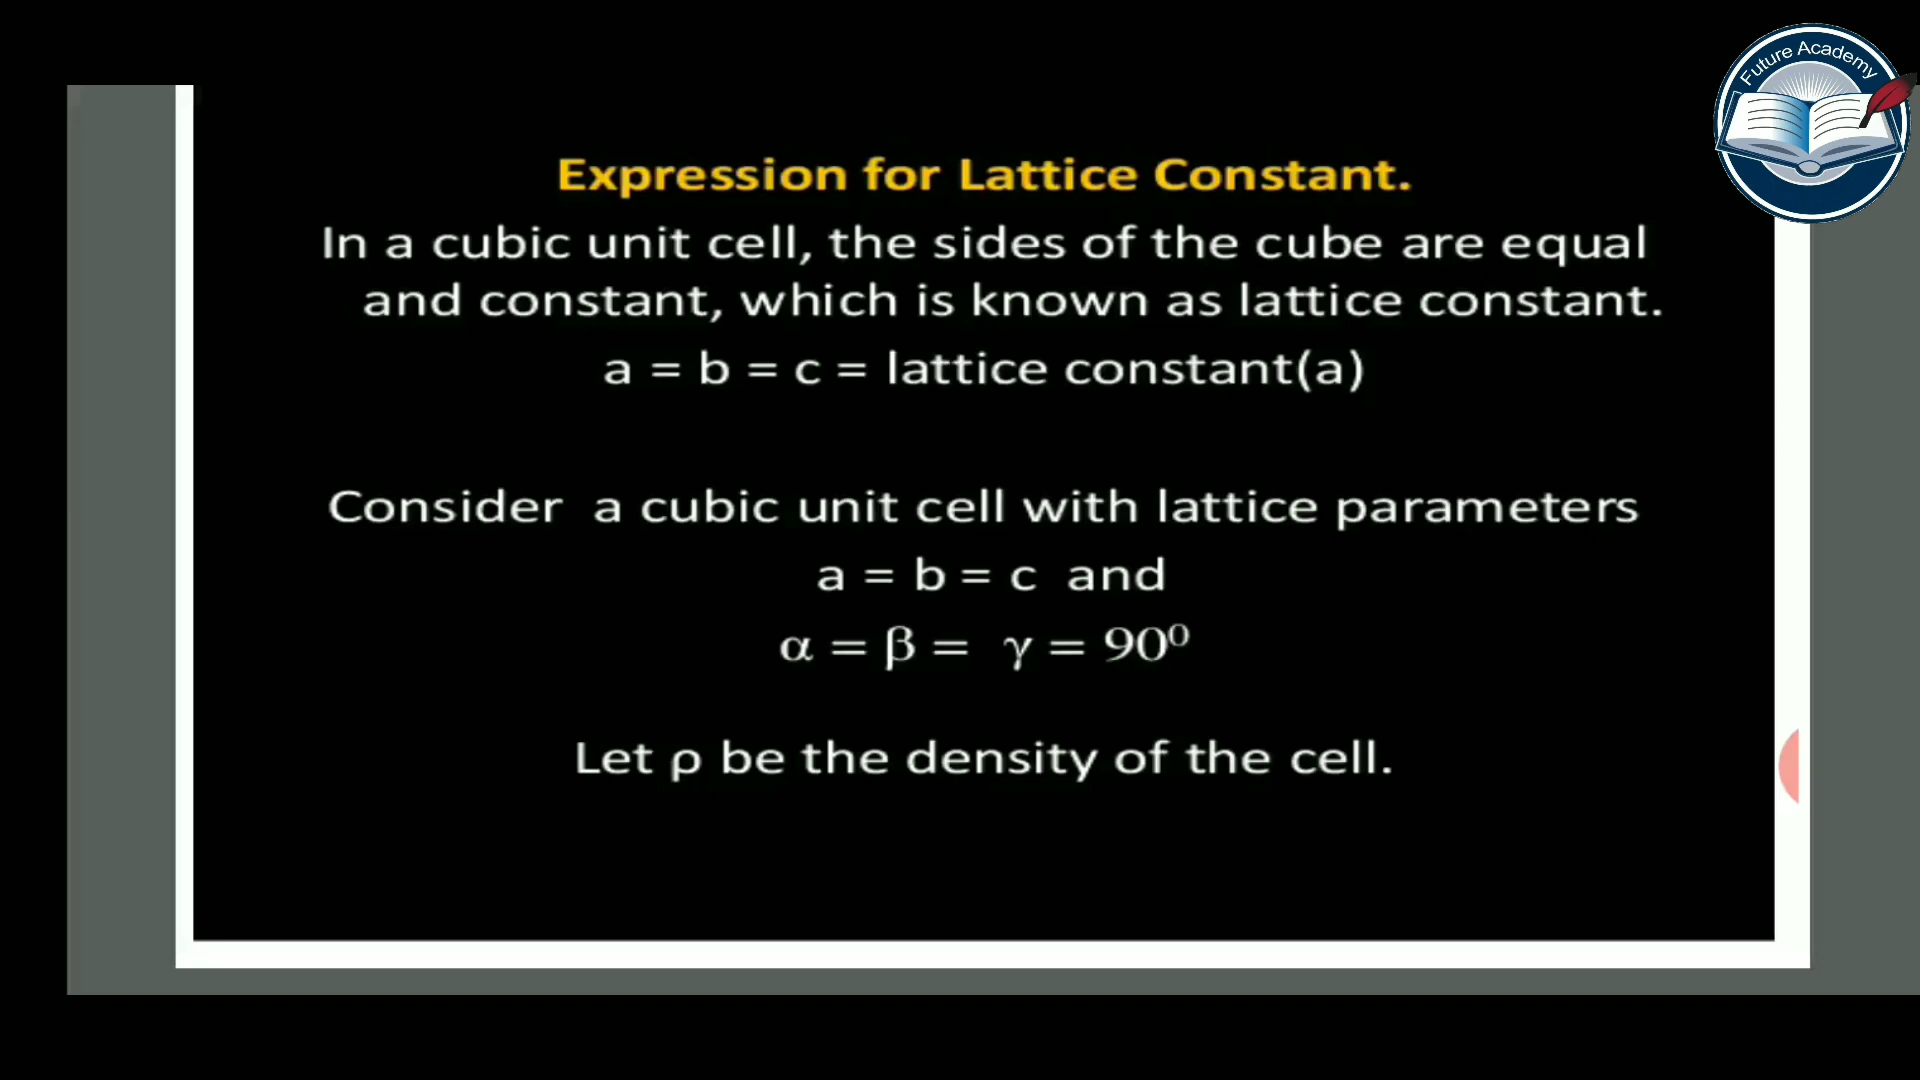 Future Academy
Expression for Lattice Constant.
In a cubic unit cell, the sides of the cube are equal
and constant, which is known as lattice constant.
a = b = c = lattice constant(a)
Consider a cubic unit cell with lattice parameters
a = b = c and
α = β = γ = 90⁰
Let ρ be the density of the cell.